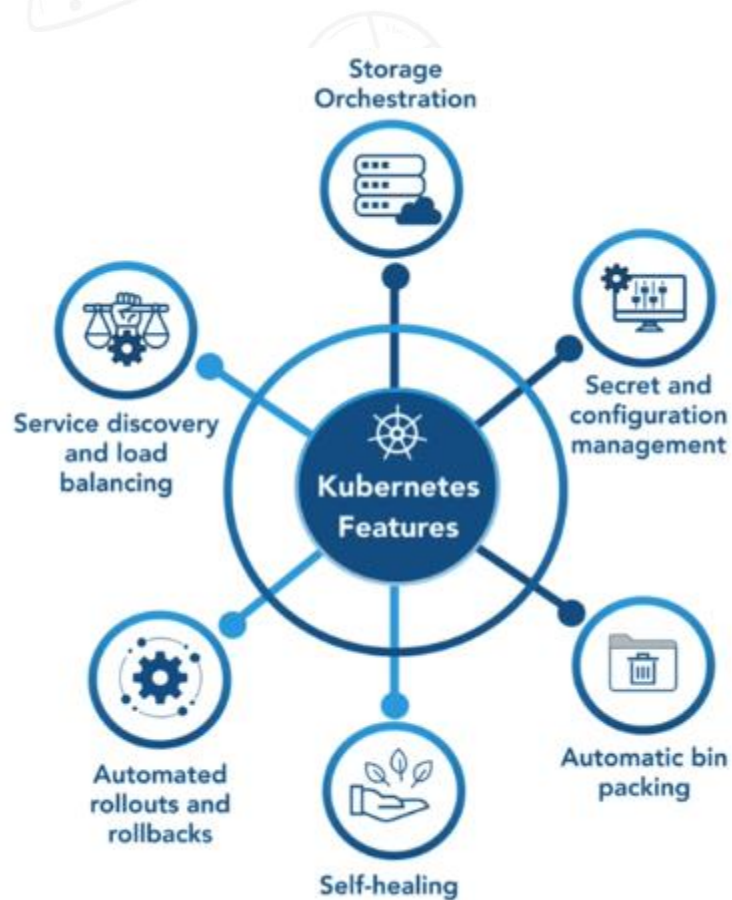 Storage
Orchestration
Secret and
configuration
management
Service discovery
and load
balancing
Kubernetes
Features
Automatic bin
packing
Automated
rollouts and
rollbacks
Self-healing